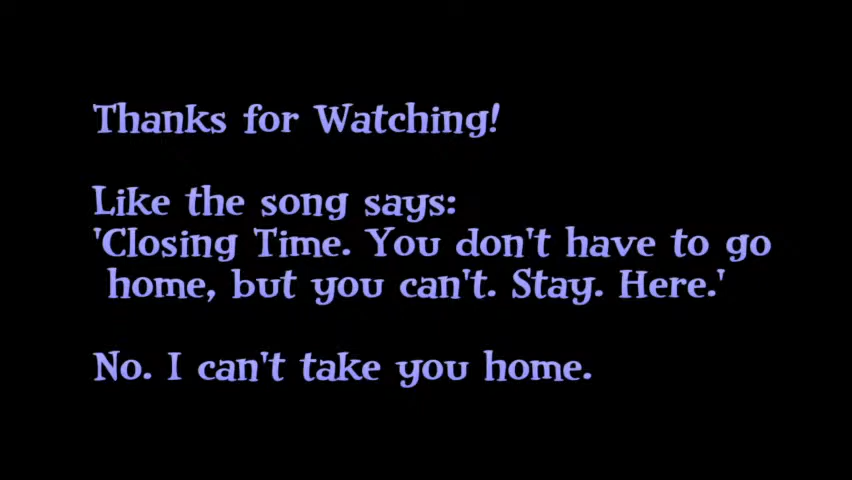 Thanks for Watching!
Like the song says:
'Closing Time. You don't have to go
home, but you can't. Stay. Here.'
No. I can't take you home.